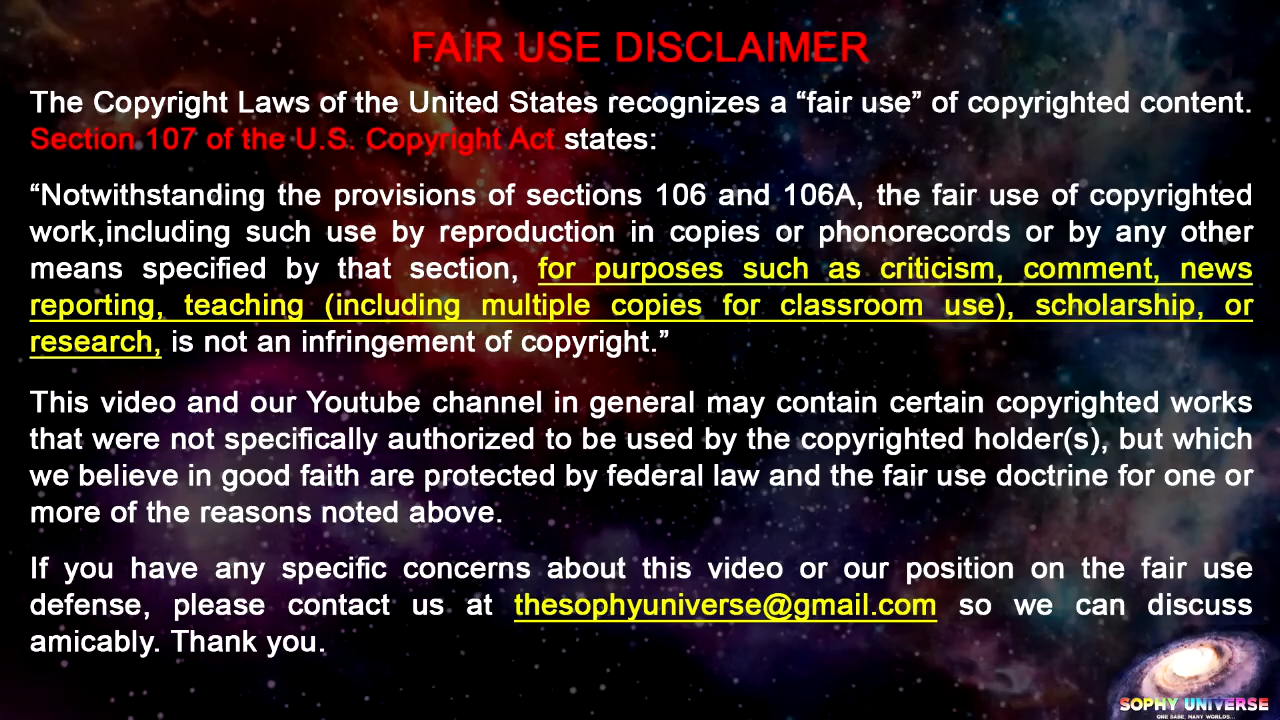 FAIR USE DISCLAIMER
The Copyright Laws of the United States recognizes a “fair use” of copyrighted content.
Section 107 of the U.S. Copyright Act states:
“Notwithstanding the provisions of sections 106 and 106A, the fair use of copyrighted
work,including such use by reproduction in copies or phonorecords or by any other
means specified by that section, for purposes such as criticism, comment, news
reporting, teaching (including multiple copies for classroom use), scholarship, or
research, is not an infringement of copyright.”
This video and our Youtube channel in general may contain certain copyrighted works
that were not specifically authorized to be used by the copyrighted holder(s), but which
we believe in good faith are protected by federal law and the fair use doctrine for one or
more of the reasons noted above.
If you have any specific concerns about this video or our position on the fair use
defense, please contact us at thesophyuniverse@gmail.com so we can discuss
amicably. Thank you.
SOPHY UNIVERSE
ONE BABE, MANY WORLDS...